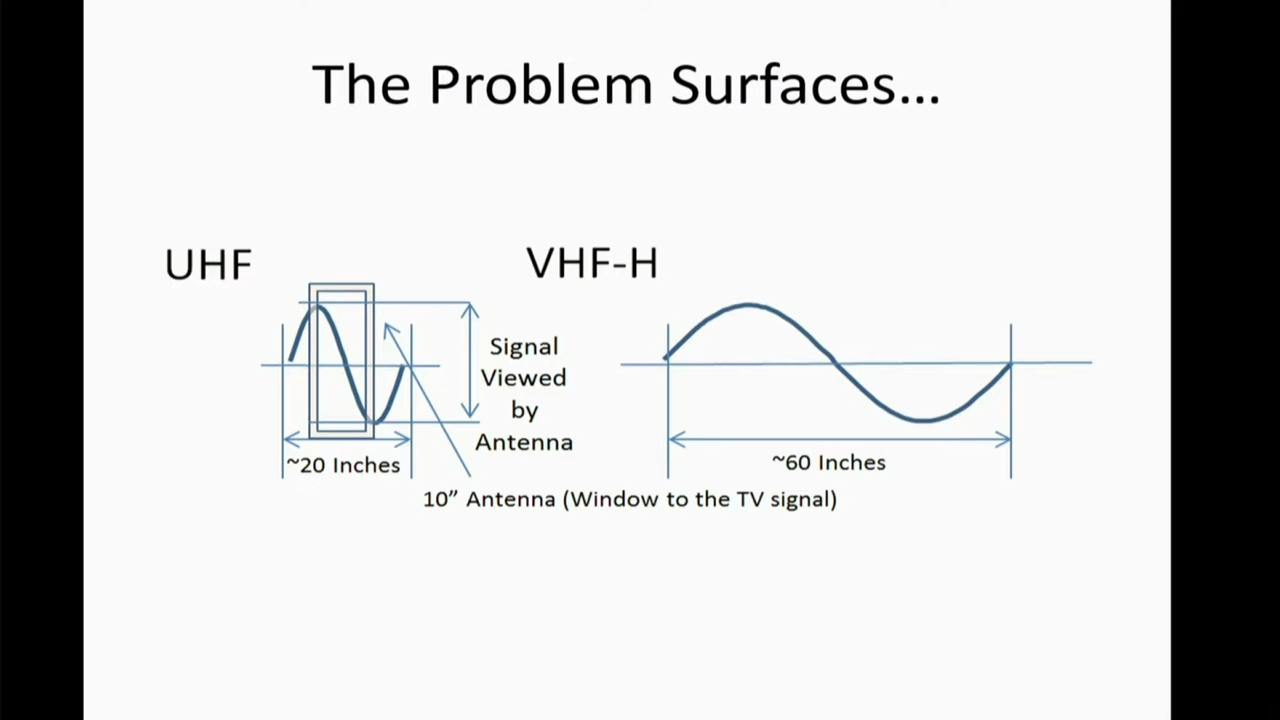 The Problem Surfaces...
UHF
VHF-H
Signal
Viewed
by
Antenna
~20 Inches
~60 Inches
10” Antenna (Window to the TV signal)